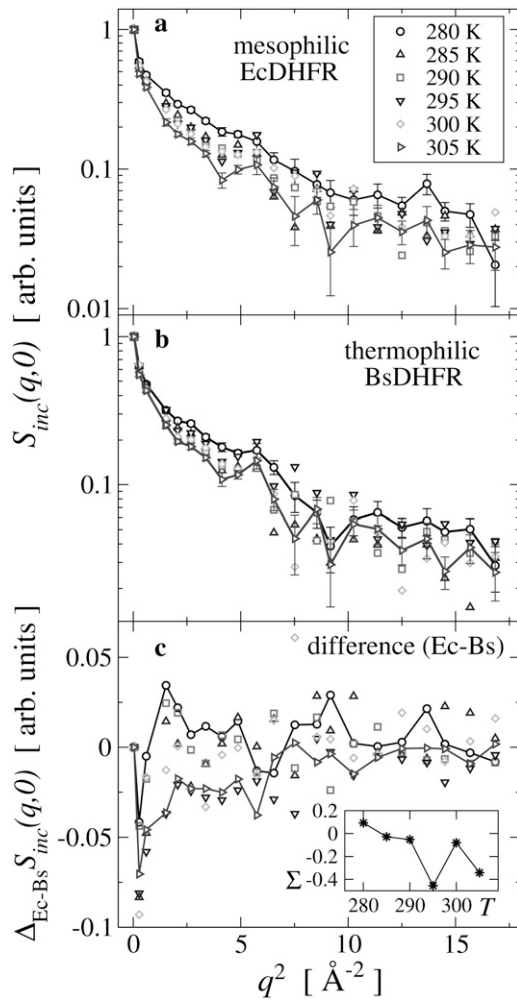 a
mesophilic
EcDHFR
280 K
285 K
290 K
295 K
300 K
305 K
1
0.1
0.01
S_inc(q,0) [ arb. units ]
b
thermophilic
BsDHFR
1
0.1
c
difference (Ec-Bs)
0.05
0
-0.05
-0.1
Δ_Ec-Bs S_inc(q,0) [ arb. units ]
0.2
0
-0.2
-0.4
Σ
280 290 300 T
0 5 10 15
q² [ Å⁻² ]